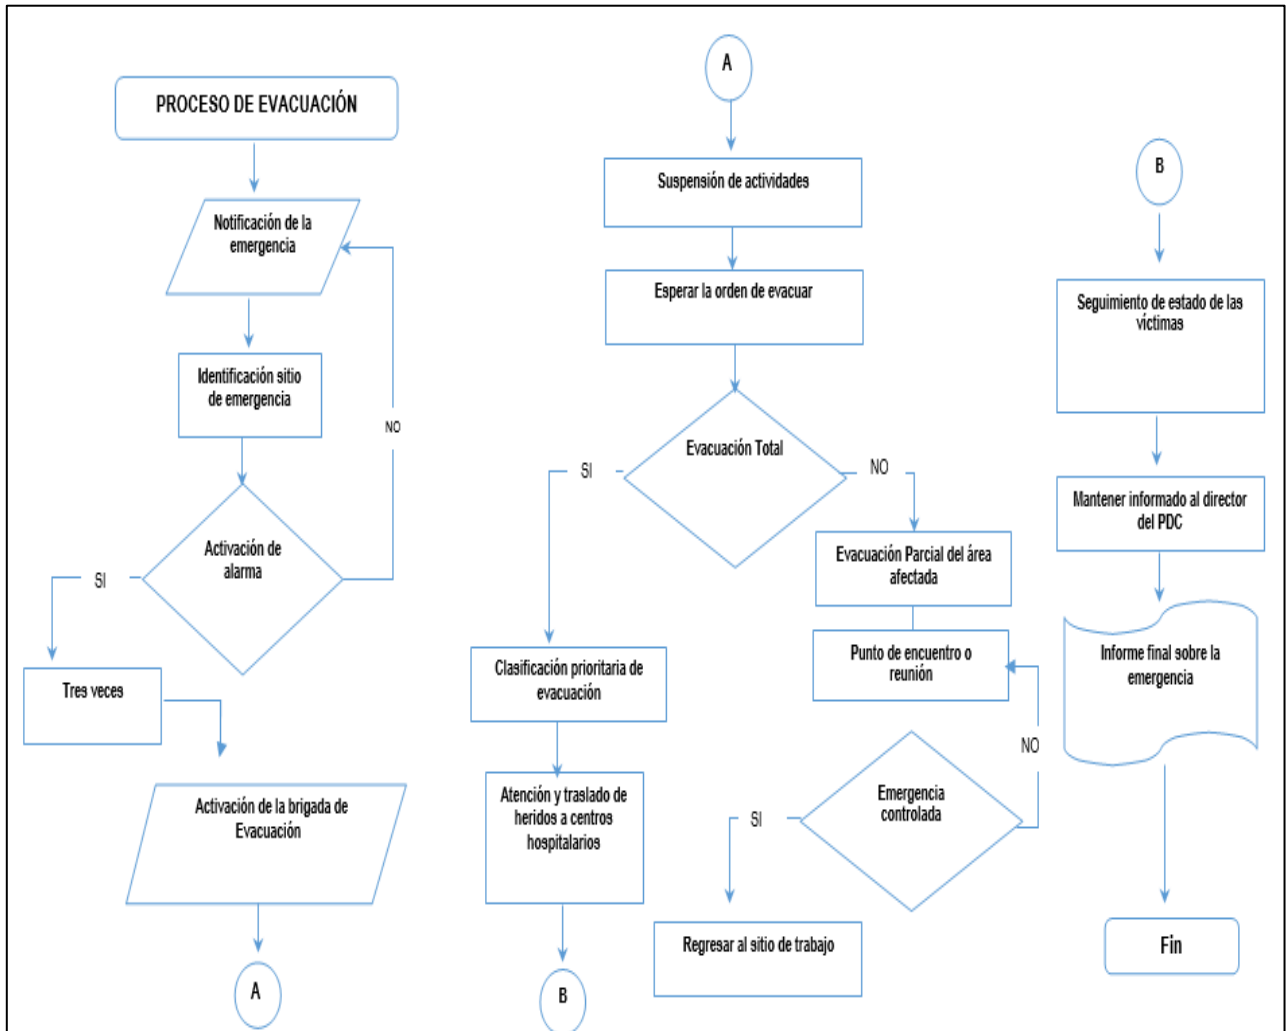 PROCESO DE EVACUACIÓN
Notificación de la
emergencia
Identificación sitio
de emergencia
NO
Activación de
alarma
SI
Tres veces
Activación de la brigada de
Evacuación
A
A
Suspensión de actividades
Esperar la orden de evacuar
Evacuación Total
SI
NO
Clasificación prioritaria de
evacuación
Atención y traslado de
heridos a centros
hospitalarios
B
Evacuación Parcial del área
afectada
Punto de encuentro o
reunión
NO
Emergencia
controlada
SI
Regresar al sitio de trabajo
B
Seguimiento de estado de las
víctimas
Mantener informado al director
del PDC
Informe final sobre la
emergencia
Fin